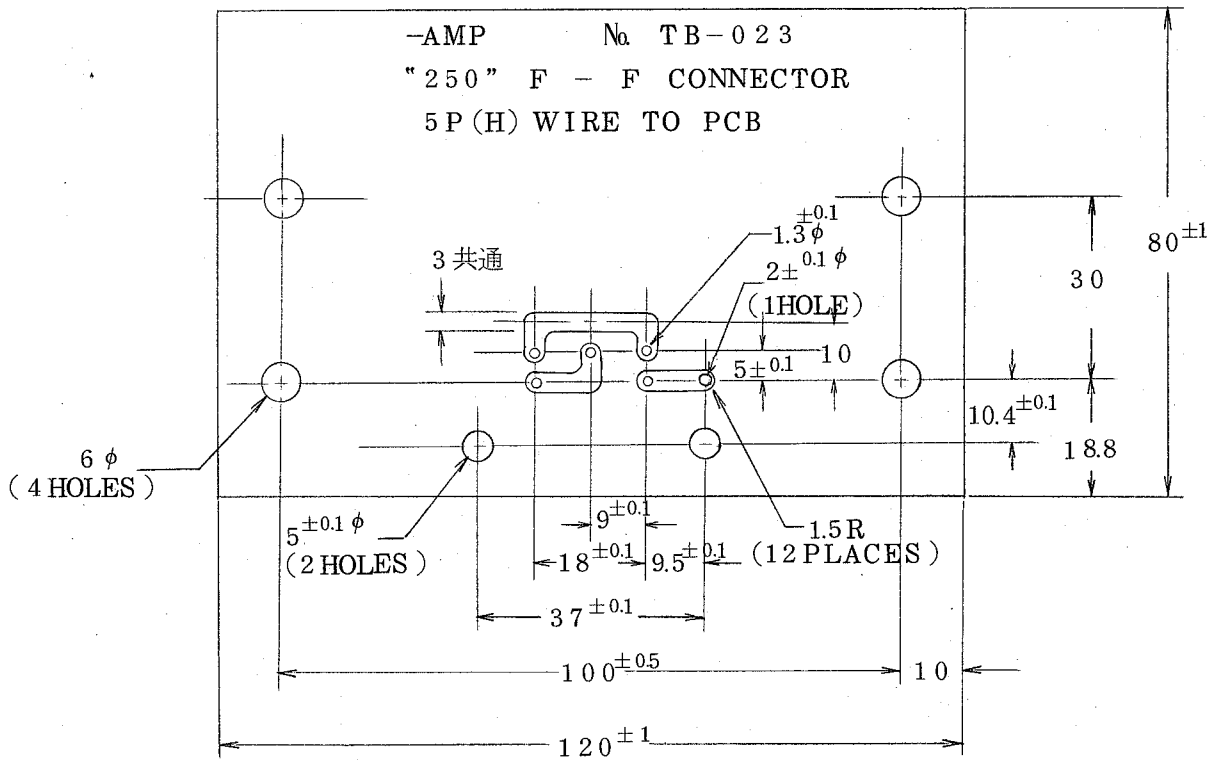 -AMP № TB-023
"250" F - F CONNECTOR
5P(H) WIRE TO PCB
1.3±0.1φ
3 共通
2±0.1φ
(1HOLE)
80±1
30
10
5±0.1
10.4±0.1
18.8
6φ
(4 HOLES)
5±0.1φ
(2 HOLES)
9±0.1
18±0.1
9.5±0.1
1.5R
(12 PLACES)
37±0.1
100±0.5
10
120±1